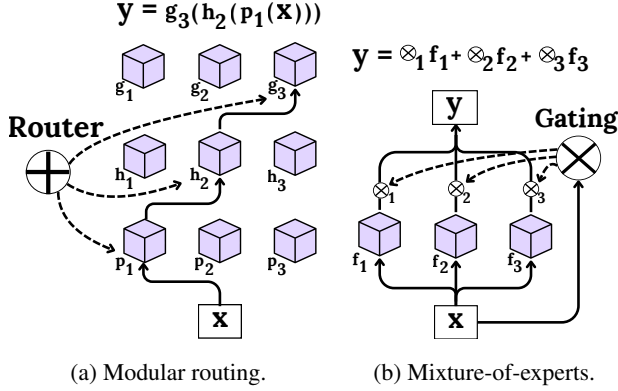 y = g3(h2(p1(x)))
g1 g2 g3
Router
h1 h2 h3
p1 p2 p3
x
(a) Modular routing.
y = ⊗1 f1 + ⊗2 f2 + ⊗3 f3
y
Gating
⊗1 ⊗2 ⊗3
f1 f2 f3
x
(b) Mixture-of-experts.